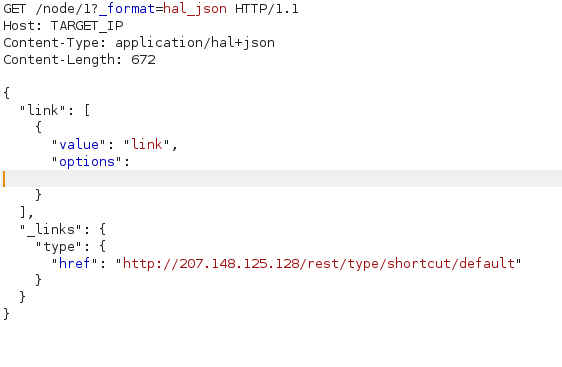 GET /node/1?_format=hal_json HTTP/1.1
Host: TARGET_IP
Content-Type: application/hal+json
Content-Length: 672
{
"link": [
{
"value": "link",
"options":
}
],
"_links": {
"type": {
"href": "http://207.148.125.128/rest/type/shortcut/default"
}
}
}